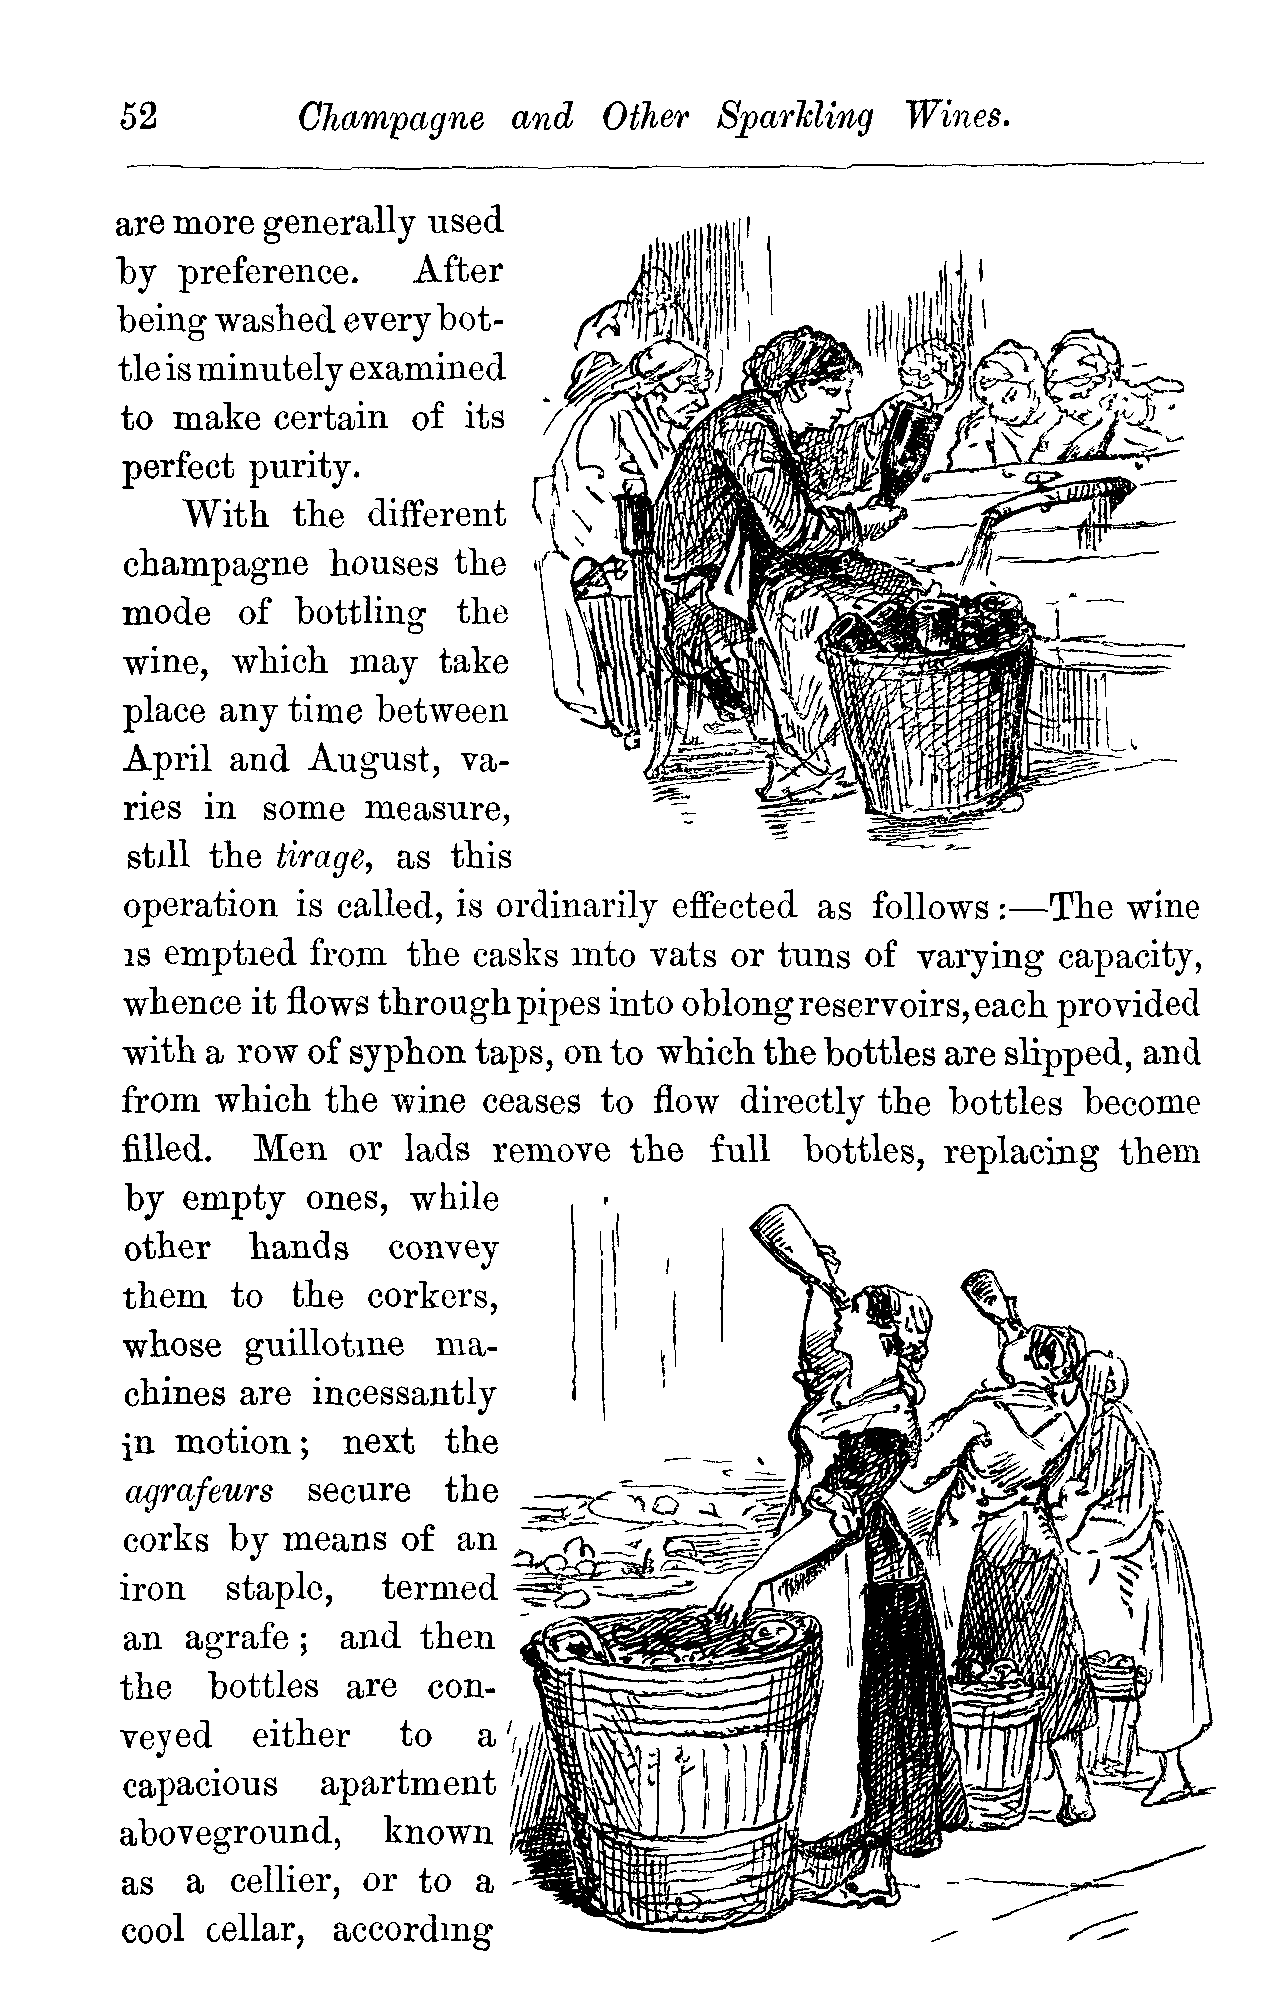 52 Champagne and Other Sparkling Wines.
are more generally used
by preference. After
being washed every bot-
tle is minutely examined
to make certain of its
perfect purity.
With the different
champagne houses the
mode of bottling the
wine, which may take
place any time between
April and August, va-
ries in some measure,
still the tirage, as this
operation is called, is ordinarily effected as follows :—The wine
is emptied from the casks into vats or tuns of varying capacity,
whence it flows through pipes into oblong reservoirs, each provided
with a row of syphon taps, on to which the bottles are slipped, and
from which the wine ceases to flow directly the bottles become
filled. Men or lads remove the full bottles, replacing them
by empty ones, while
other hands convey
them to the corkers,
whose guillotine ma-
chines are incessantly
in motion ; next the
agrafeurs secure the
corks by means of an
iron staple, termed
an agrafe ; and then
the bottles are con-
veyed either to a
capacious apartment
aboveground, known
as a cellier, or to a
cool cellar, according